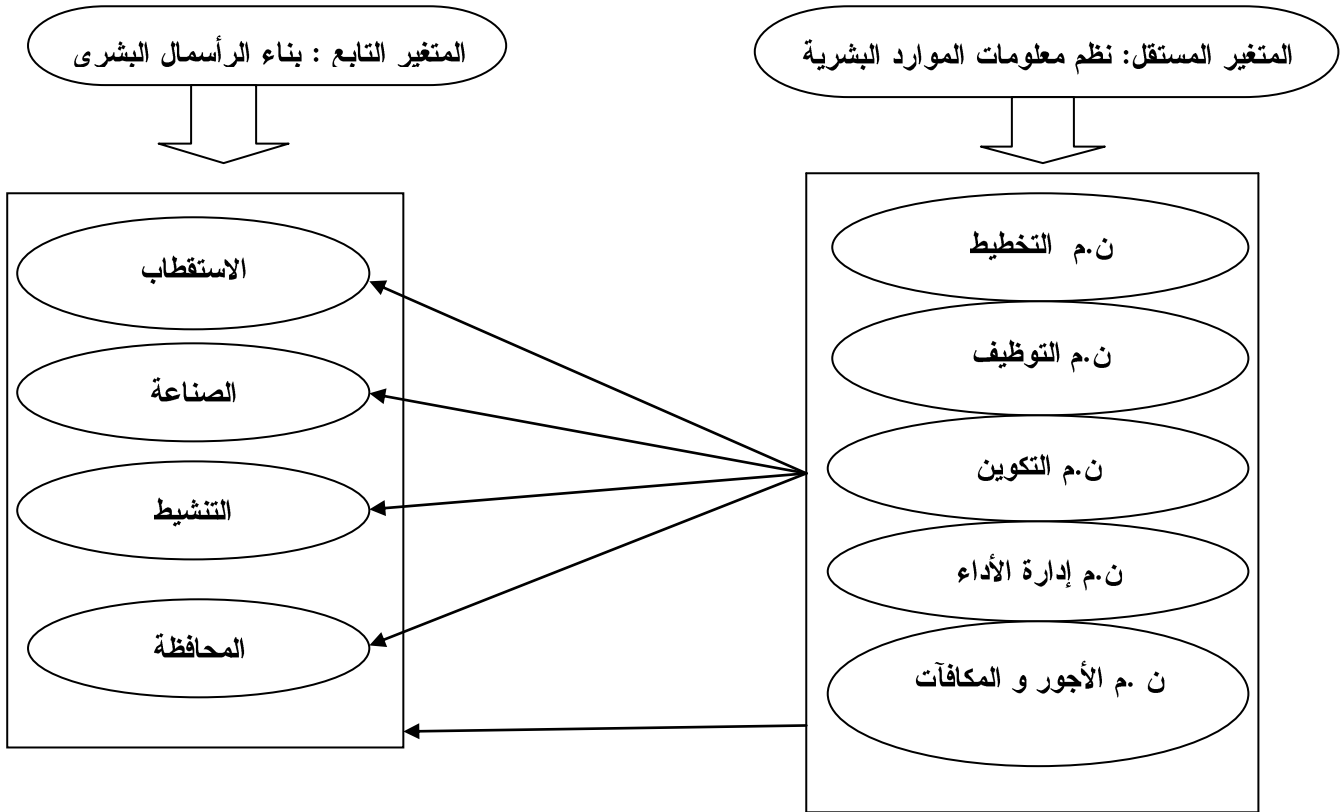 المتغير المستقل: نظم معلومات الموارد البشرية
ن.م التخطيط
ن.م التوظيف
ن.م التكوين
ن.م إدارة الأداء
ن .م الأجور و المكافآت
المتغير التابع : بناء الرأسمال البشرى
الاستقطاب
الصناعة
التنشيط
المحافظة